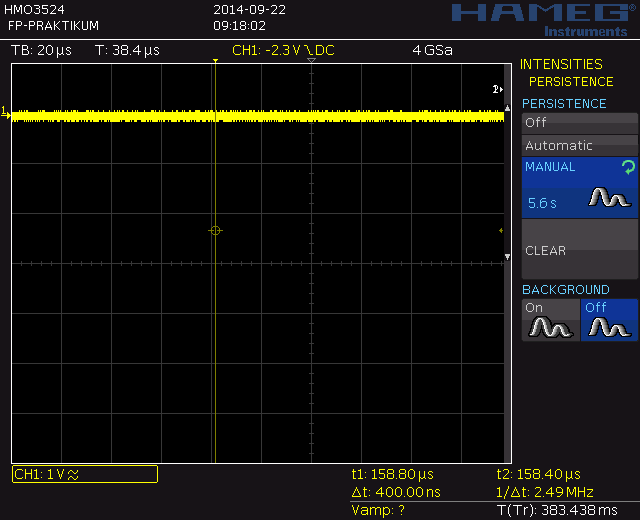 HMO3524
2014-09-22
HAMEG
FP-PRAKTIKUM
09:18:02
Instruments
TB: 20 µs
T: 38.4 µs
CH1: -2.3 V DC
4 GSa
INTENSITIES
PERSISTENCE
PERSISTENCE
Off
Automatic
MANUAL
5.6 s
CLEAR
BACKGROUND
On
Off
1
2
CH1: 1 V
t1: 158.80 µs
t2: 158.40 µs
Δt: 400.00 ns
1/Δt: 2.49 MHz
Vamp: ?
T(Tr): 383.438 ms